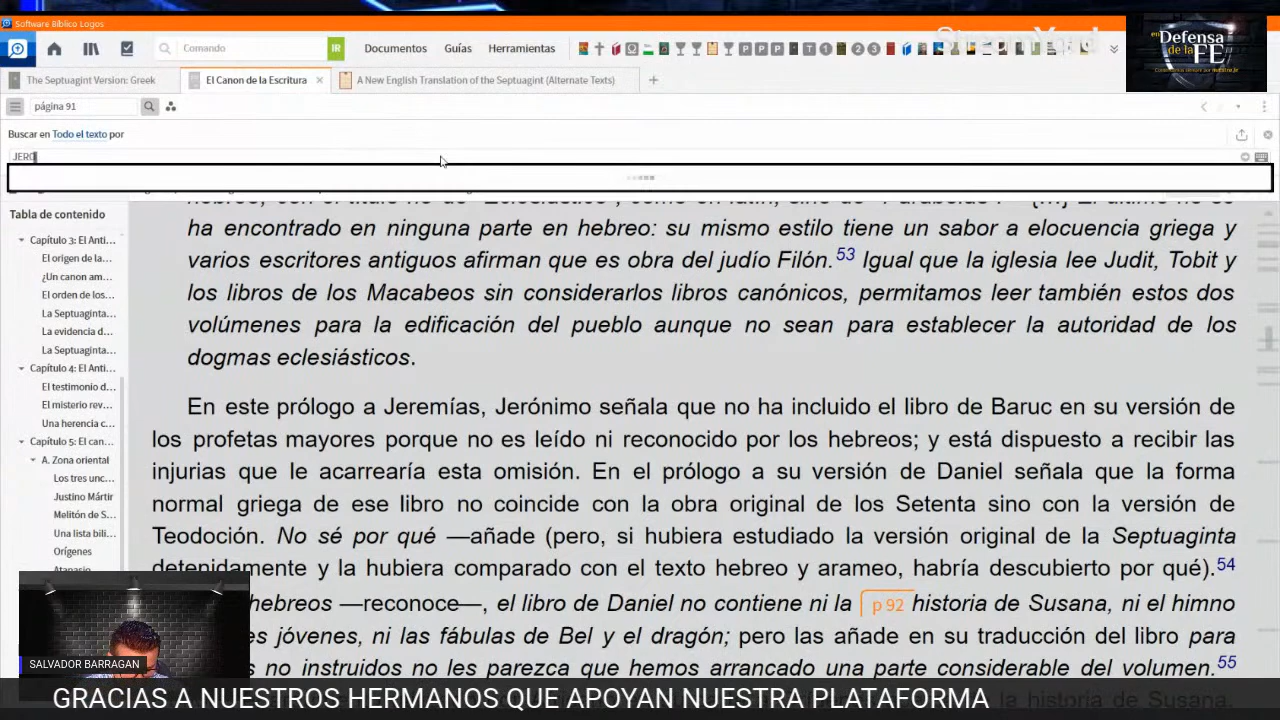 Software Bíblico Logos
Comando
IR
Documentos
Guías
Herramientas
en Defensa
de la FE
The Septuagint Version: Greek
El Canon de la Escritura
A New English Translation of the Septuagint (Alternate Texts)
página 91
Buscar en Todo el texto por
JERO
Tabla de contenido
Capítulo 3: El Anti...
El origen de la...
¿Un canon am...
El orden de los...
La Septuaginta...
La evidencia d...
La Septuaginta...
Capítulo 4: El Anti...
El testimonio d...
El misterio rev...
Una herencia c...
Capítulo 5: El can...
A. Zona oriental
Los tres unc...
Justino Mártir
Melitón de S...
Una lista bili...
Orígenes
Atanasio
ha encontrado en ninguna parte en hebreo: su mismo estilo tiene un sabor a elocuencia griega y
varios escritores antiguos afirman que es obra del judío Filón.53 Igual que la iglesia lee Judit, Tobit y
los libros de los Macabeos sin considerarlos libros canónicos, permitamos leer también estos dos
volúmenes para la edificación del pueblo aunque no sean para establecer la autoridad de los
dogmas eclesiásticos.
En este prólogo a Jeremías, Jerónimo señala que no ha incluido el libro de Baruc en su versión de
los profetas mayores porque no es leído ni reconocido por los hebreos; y está dispuesto a recibir las
injurias que le acarrearía esta omisión. En el prólogo a su versión de Daniel señala que la forma
normal griega de ese libro no coincide con la obra original de los Setenta sino con la versión de
Teodoción. No sé por qué —añade (pero, si hubiera estudiado la versión original de la Septuaginta
detenidamente y la hubiera comparado con el texto hebreo y arameo, habría descubierto por qué).54
hebreos —reconoce—, el libro de Daniel no contiene ni la p 92 historia de Susana, ni el himno
es jóvenes, ni las fábulas de Bel y el dragón; pero las añade en su traducción del libro para
no instruidos no les parezca que hemos arrancado una parte considerable del volumen.55
la historia de Susana.
SALVADOR BARRAGAN
GRACIAS A NUESTROS HERMANOS QUE APOYAN NUESTRA PLATAFORMA